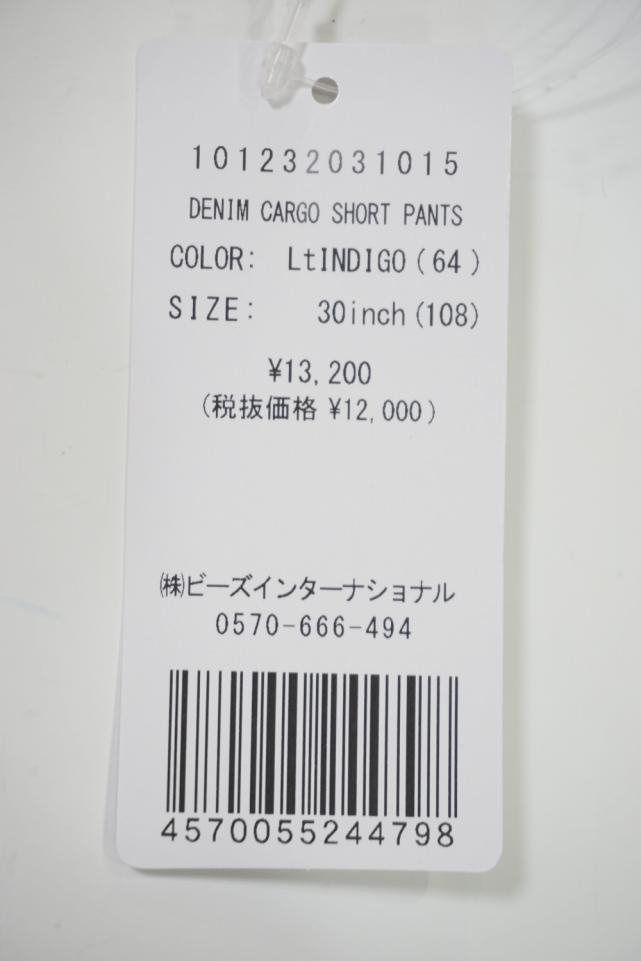 101232031015
DENIM CARGO SHORT PANTS
COLOR: LtINDIGO(64)
SIZE: 30inch(108)
¥13,200
(税抜価格 ¥12,000)
㈱ビーズインターナショナル
0570-666-494
4570055244798